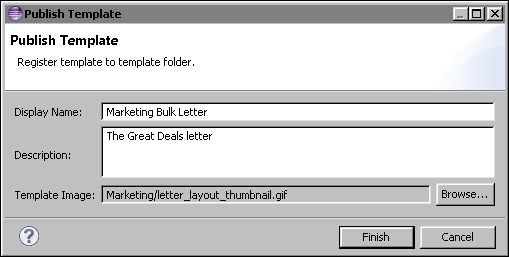 Publish Template
Publish Template
Register template to template folder.
Display Name: Marketing Bulk Letter
Description: The Great Deals letter
Template Image: Marketing/letter_layout_thumbnail.gif Browse...
? Finish Cancel